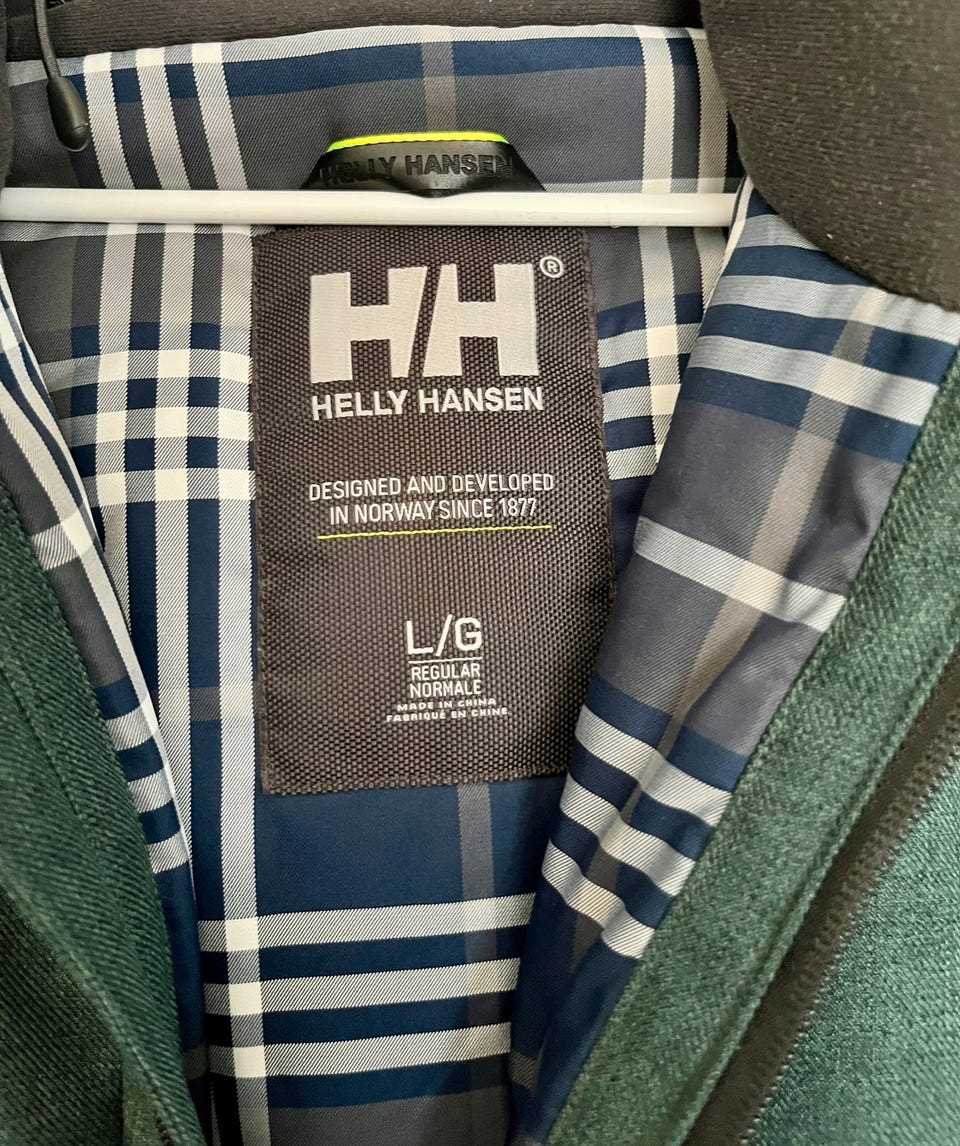 HELLY HANSEN
HH®
HELLY HANSEN
DESIGNED AND DEVELOPED
IN NORWAY SINCE 1877
L/G
REGULAR
NORMALE
MADE IN CHINA
FABRIQUÉ EN CHINE